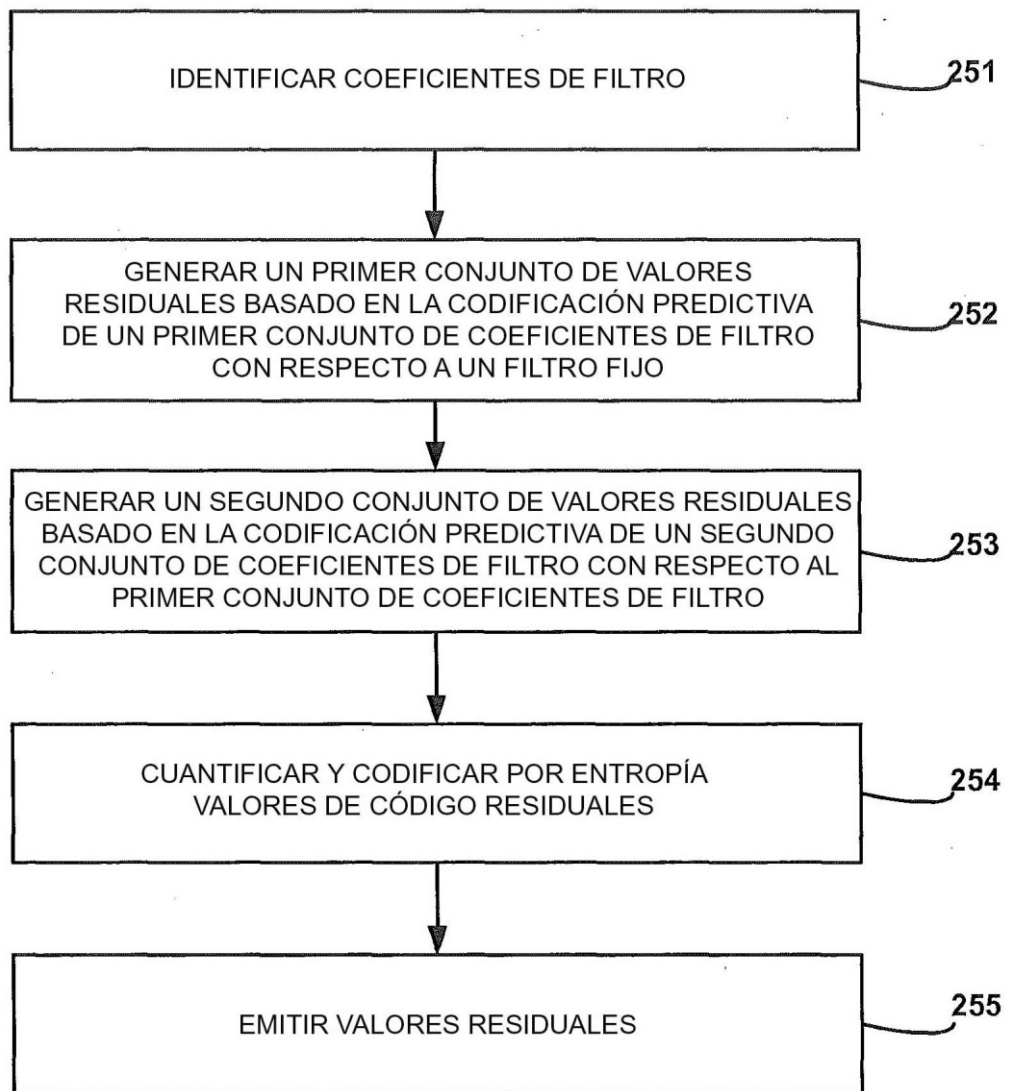 IDENTIFICAR COEFICIENTES DE FILTRO
251
GENERAR UN PRIMER CONJUNTO DE VALORES
RESIDUALES BASADO EN LA CODIFICACIÓN PREDICTIVA
DE UN PRIMER CONJUNTO DE COEFICIENTES DE FILTRO
CON RESPECTO A UN FILTRO FIJO
252
GENERAR UN SEGUNDO CONJUNTO DE VALORES RESIDUALES
BASADO EN LA CODIFICACIÓN PREDICTIVA DE UN SEGUNDO
CONJUNTO DE COEFICIENTES DE FILTRO CON RESPECTO AL
PRIMER CONJUNTO DE COEFICIENTES DE FILTRO
253
CUANTIFICAR Y CODIFICAR POR ENTROPÍA
VALORES DE CÓDIGO RESIDUALES
254
EMITIR VALORES RESIDUALES
255